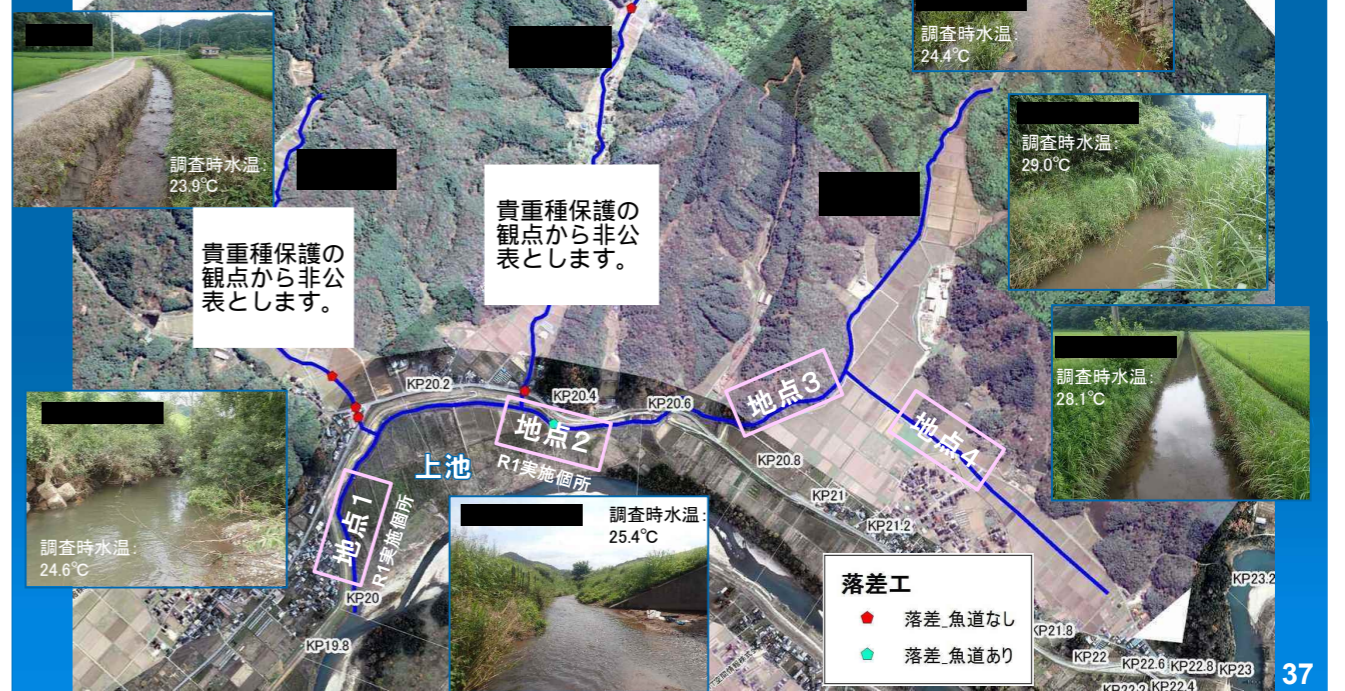 調査時水温:
23.9℃
調査時水温:
24.4℃
調査時水温:
29.0℃
貴重種保護の
観点から非公
表とします。
貴重種保護の
観点から非公
表とします。
調査時水温:
28.1℃
KP20.2
KP20.4
KP20.6
地点3
地点2
R1実施個所
地点4
上池
KP20.8
KP21
KP21.2
地点1
R1実施個所
調査時水温:
24.6℃
調査時水温:
25.4℃
KP20
KP19.8
落差工
落差_魚道なし
落差_魚道あり
KP21.8
KP22
KP22.6
KP22.8
KP23
KP23.2
KP22.2
KP22.4
37